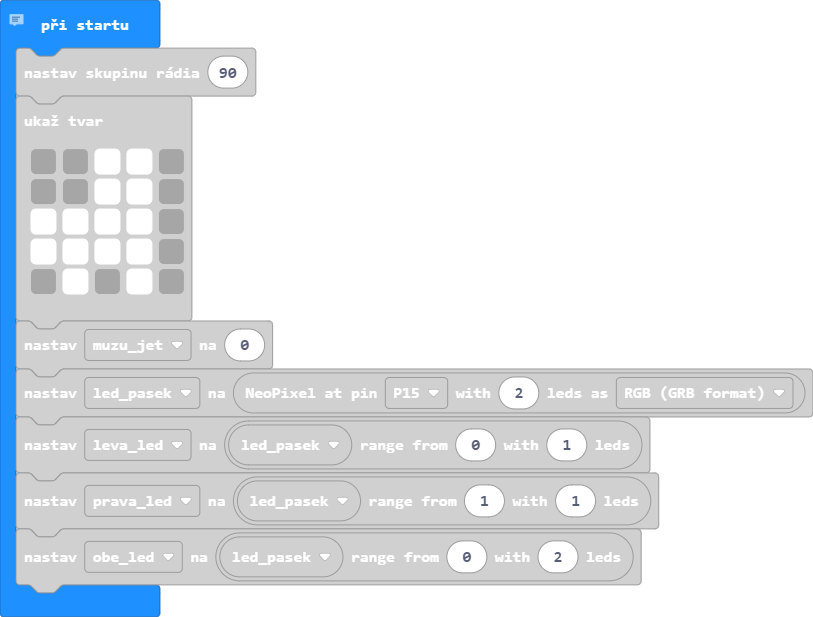 při startu
nastav skupinu rádia 90
ukaž tvar
nastav muzu_jet na 0
nastav led_pasek na NeoPixel at pin P15 with 2 leds as RGB (GRB format)
nastav leva_led na led_pasek range from 0 with 1 leds
nastav prava_led na led_pasek range from 1 with 1 leds
nastav obe_led na led_pasek range from 0 with 2 leds